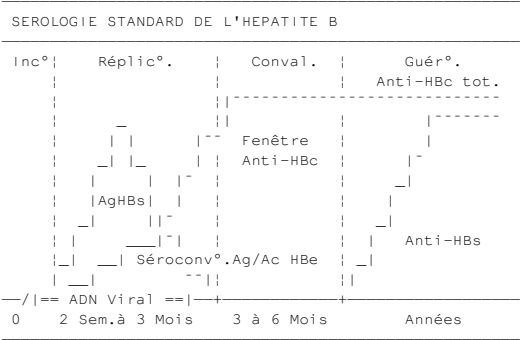 SEROLOGIE STANDARD DE L'HEPATITE B
Inc°¦ Réplic°. ¦ Conval. ¦ Guér°.
Anti-HBc tot.
Fenêtre
Anti-HBc
AgHBs
Anti-HBs
Séroconv°.Ag/Ac HBe
ADN Viral
0 2 Sem.à 3 Mois 3 à 6 Mois Années